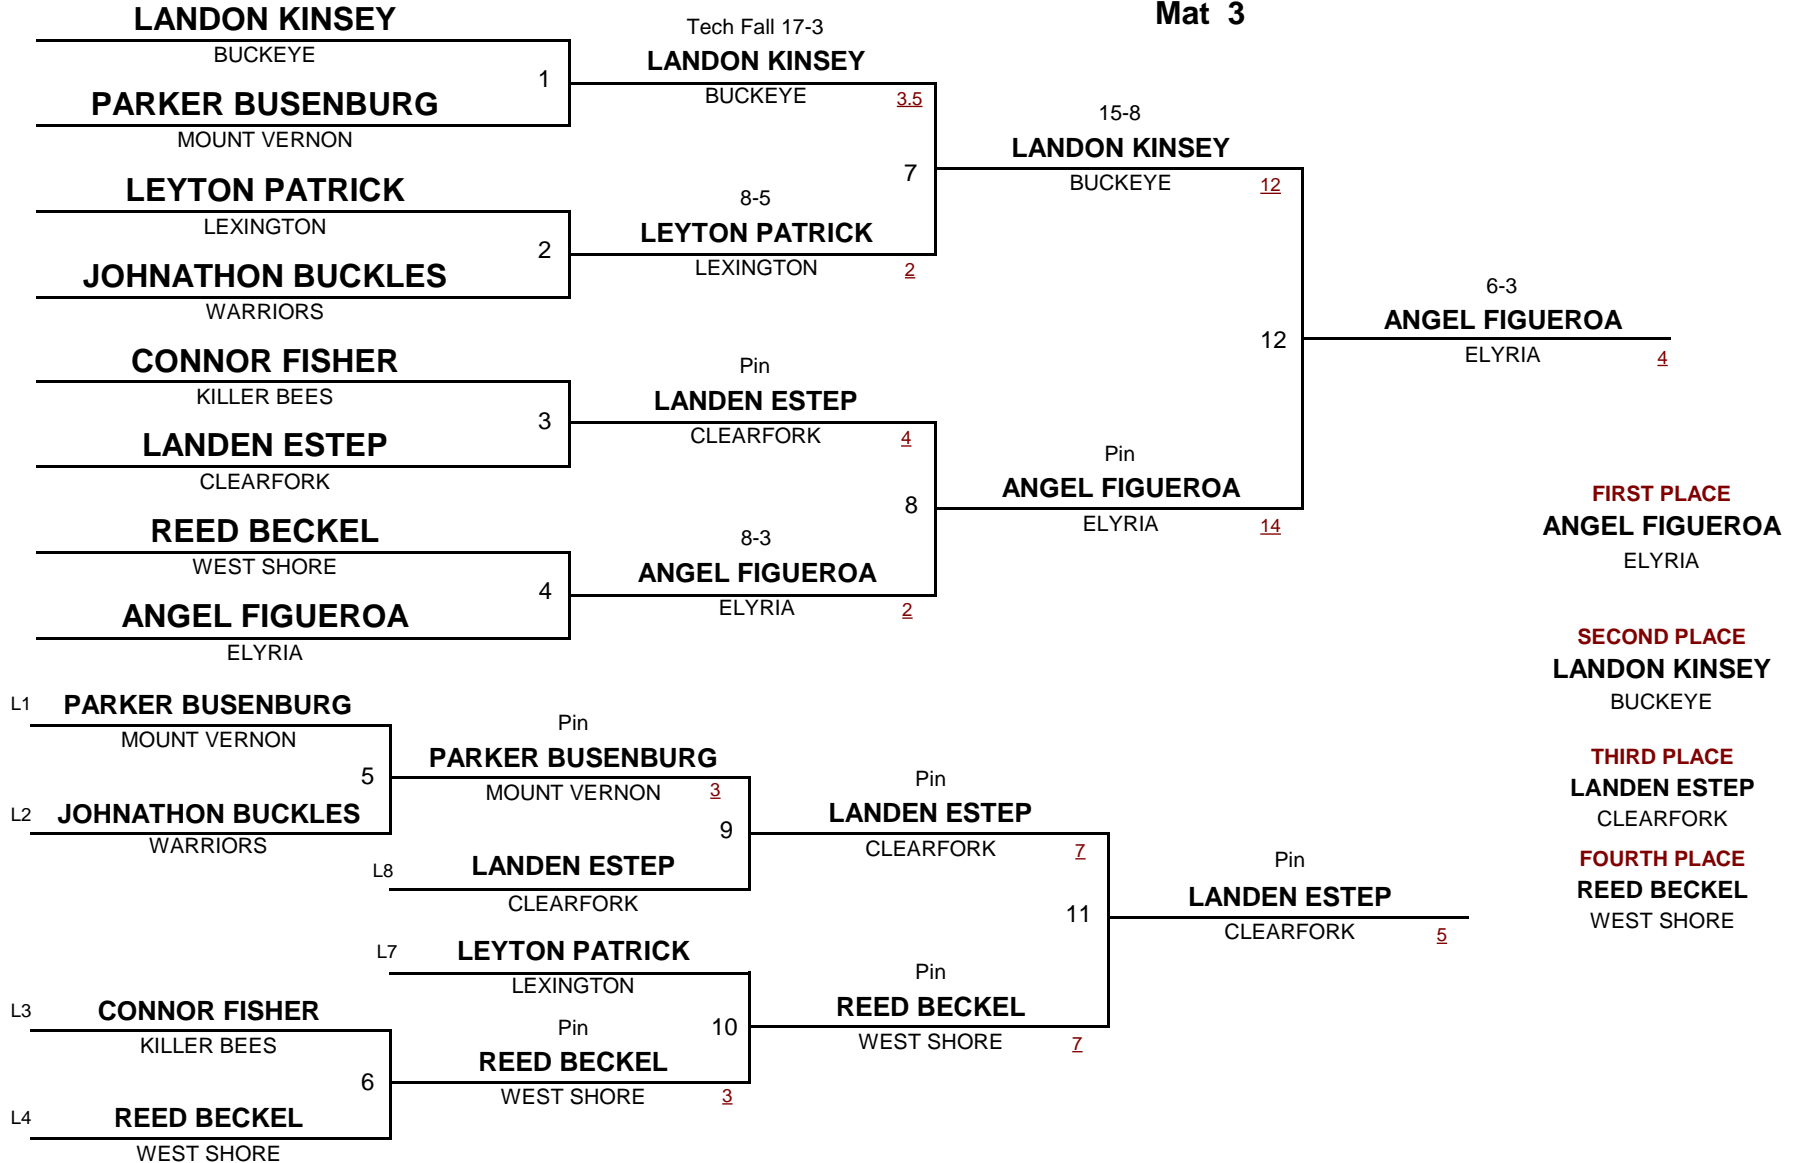 Mat 3
LANDON KINSEY
BUCKEYE
1
PARKER BUSENBURG
MOUNT VERNON
LEYTON PATRICK
LEXINGTON
2
JOHNATHON BUCKLES
WARRIORS
CONNOR FISHER
KILLER BEES
3
LANDEN ESTEP
CLEARFORK
REED BECKEL
WEST SHORE
4
ANGEL FIGUEROA
ELYRIA
Tech Fall 17-3
LANDON KINSEY
BUCKEYE 3.5
7
8-5
LEYTON PATRICK
LEXINGTON 2
Pin
LANDEN ESTEP
CLEARFORK 4
8
8-3
ANGEL FIGUEROA
ELYRIA 2
15-8
LANDON KINSEY
BUCKEYE 12
12
Pin
ANGEL FIGUEROA
ELYRIA 14
6-3
ANGEL FIGUEROA
ELYRIA 4
FIRST PLACE
ANGEL FIGUEROA
ELYRIA
SECOND PLACE
LANDON KINSEY
BUCKEYE
THIRD PLACE
LANDEN ESTEP
CLEARFORK
FOURTH PLACE
REED BECKEL
WEST SHORE
L1 PARKER BUSENBURG
MOUNT VERNON
5
L2 JOHNATHON BUCKLES
WARRIORS
L3 CONNOR FISHER
KILLER BEES
6
L4 REED BECKEL
WEST SHORE
Pin
PARKER BUSENBURG
MOUNT VERNON 3
9
L8 LANDEN ESTEP
CLEARFORK
L7 LEYTON PATRICK
LEXINGTON
Pin 10
REED BECKEL
WEST SHORE 3
Pin
LANDEN ESTEP
CLEARFORK 7
11
Pin
REED BECKEL
WEST SHORE 7
Pin
LANDEN ESTEP
CLEARFORK 5